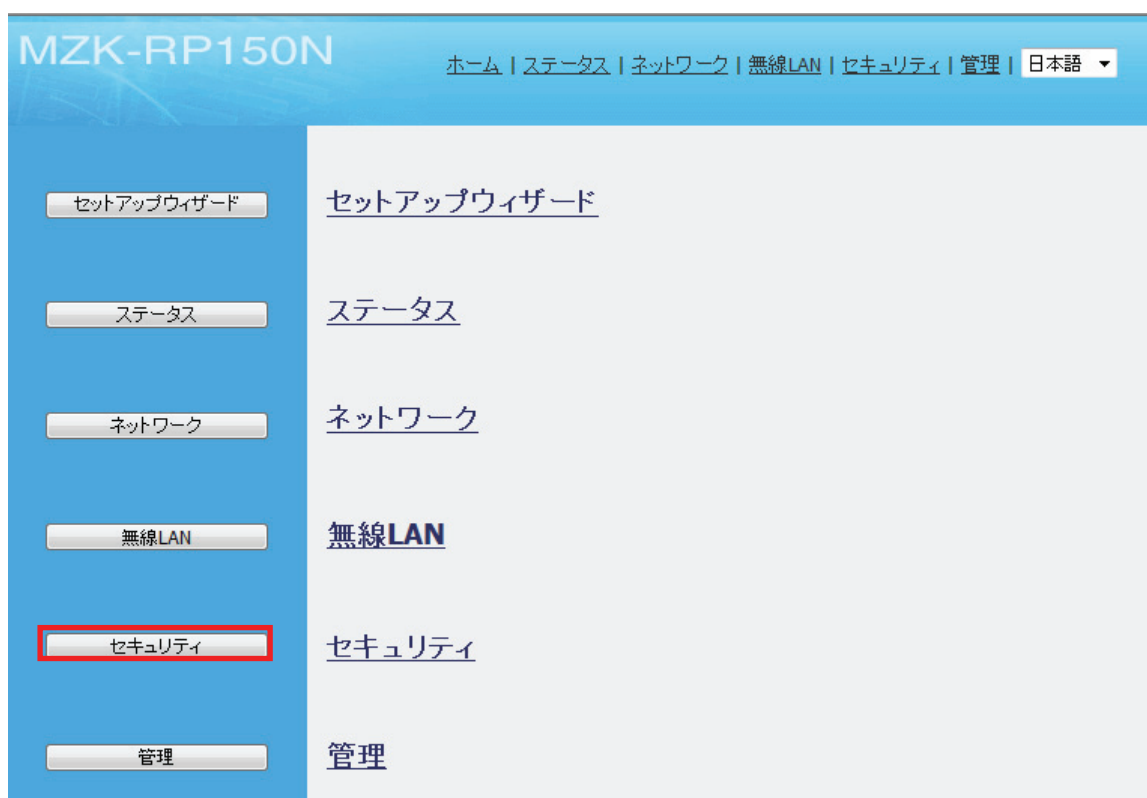 MZK-RP150N
ホーム | ステータス | ネットワーク | 無線LAN | セキュリティ | 管理 | 日本語
セットアップウィザード セットアップウィザード
ステータス ステータス
ネットワーク ネットワーク
無線LAN 無線LAN
セキュリティ セキュリティ
管理 管理